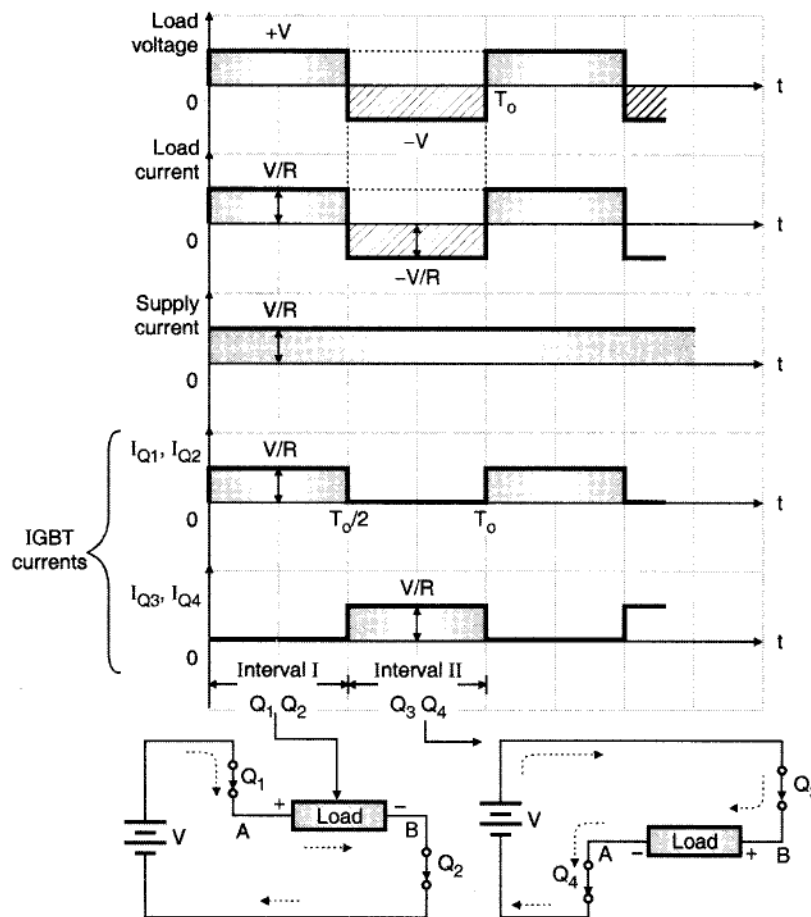 Load
voltage
+V
0
t
T₀
−V
Load
current
V/R
0
t
−V/R
Supply
current
V/R
0
t
I_Q1, I_Q2
V/R
0
T₀/2
T₀
t
IGBT
currents
I_Q3, I_Q4
V/R
0
t
Interval I
Interval II
Q₁ Q₂
Q₃ Q₄
Q₁
V
A
+
Load
−
B
Q₂
V
Q₄
A
−
Load
+
B